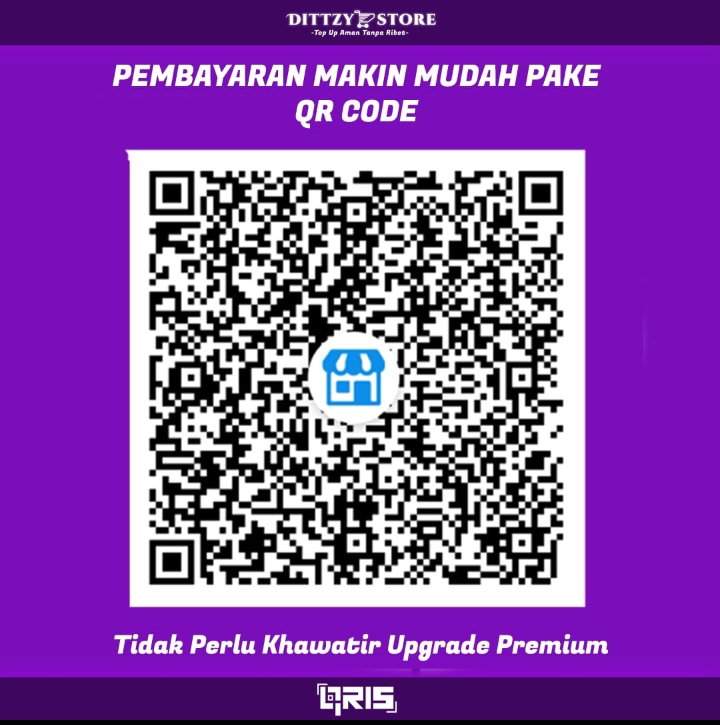 DITTZY STORE
-Top Up Aman Tanpa Ribet-
PEMBAYARAN MAKIN MUDAH PAKE
QR CODE
Tidak Perlu Khawatir Upgrade Premium
QRIS